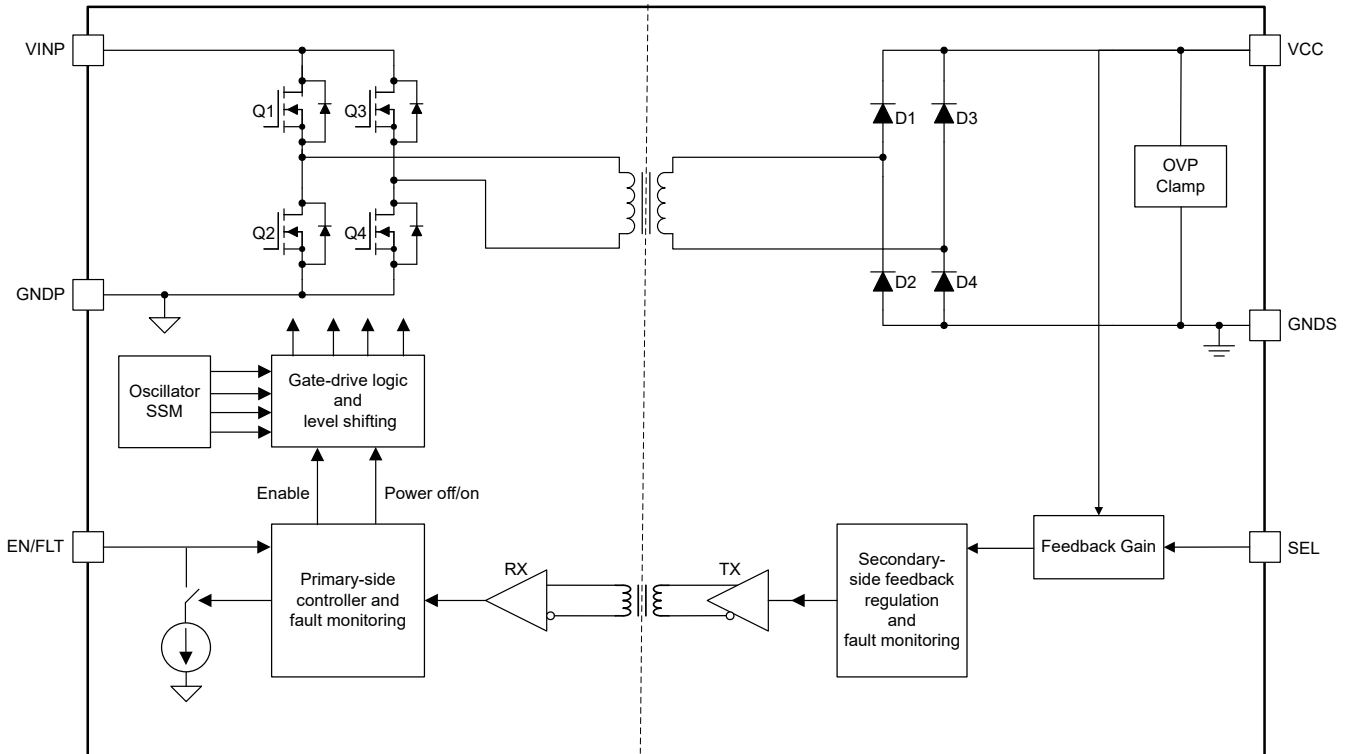 VINP
VCC
Q1
Q3
D1
D3
OVP
Clamp
Q2
Q4
D2
D4
GNDP
GNDS
Oscillator
SSM
Gate-drive logic
and
level shifting
Enable
Power off/on
EN/FLT
Primary-side
controller and
fault monitoring
RX
TX
Secondary-
side feedback
regulation
and
fault monitoring
Feedback Gain
SEL